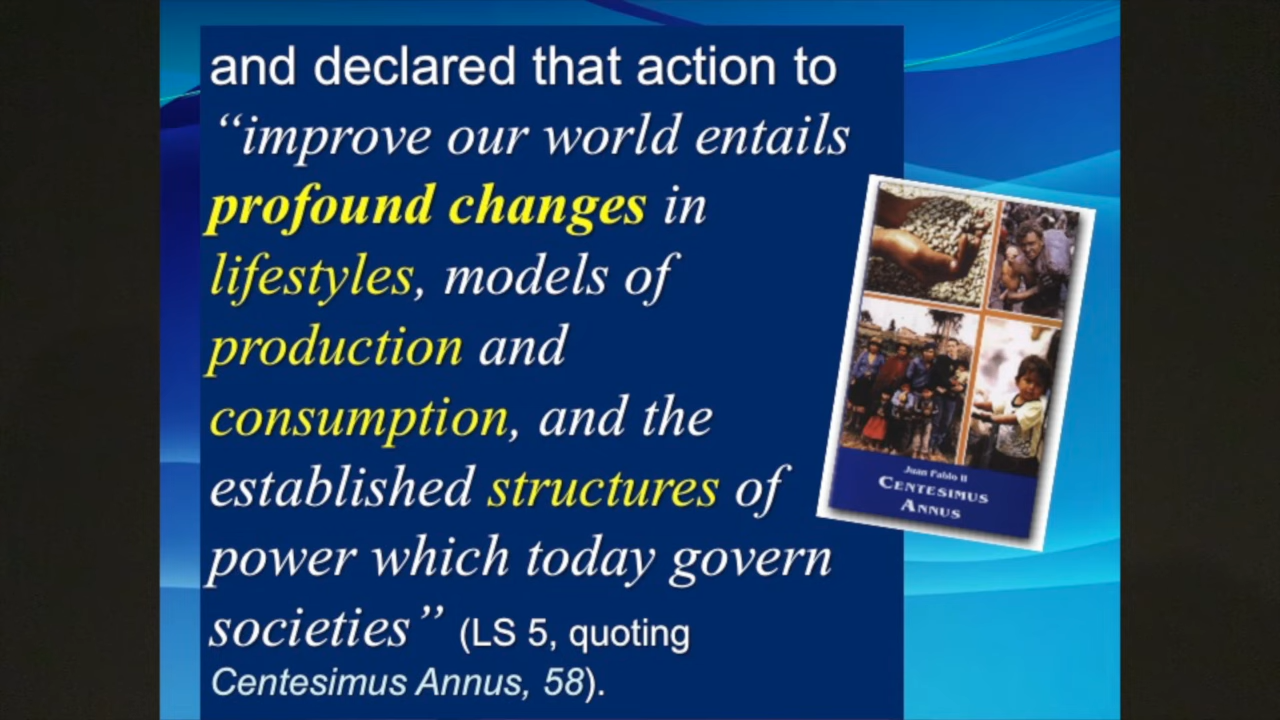 and declared that action to
“improve our world entails
profound changes in
lifestyles, models of
production and
consumption, and the
established structures of
power which today govern
societies” (LS 5, quoting
Centesimus Annus, 58).
Juan Pablo II
CENTESIMUS
ANNUS